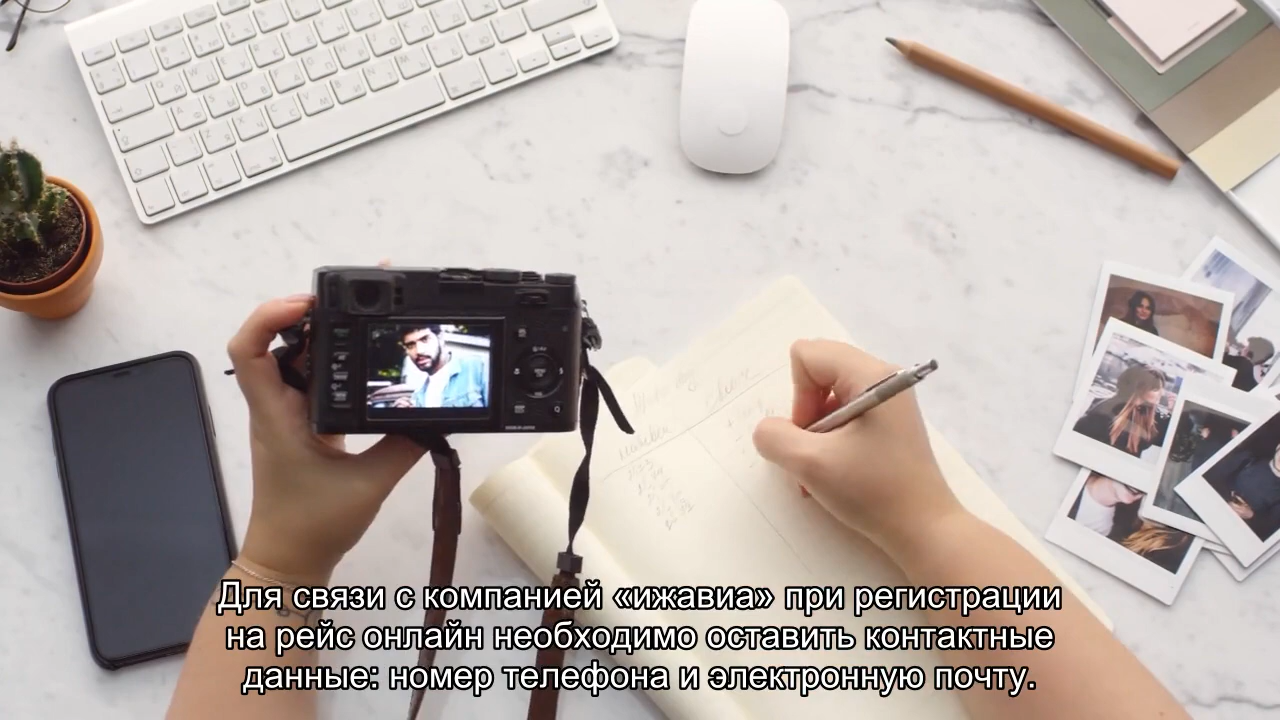 Для связи с компанией «ижавиа» при регистрации
на рейс онлайн необходимо оставить контактные
данные: номер телефона и электронную почту.